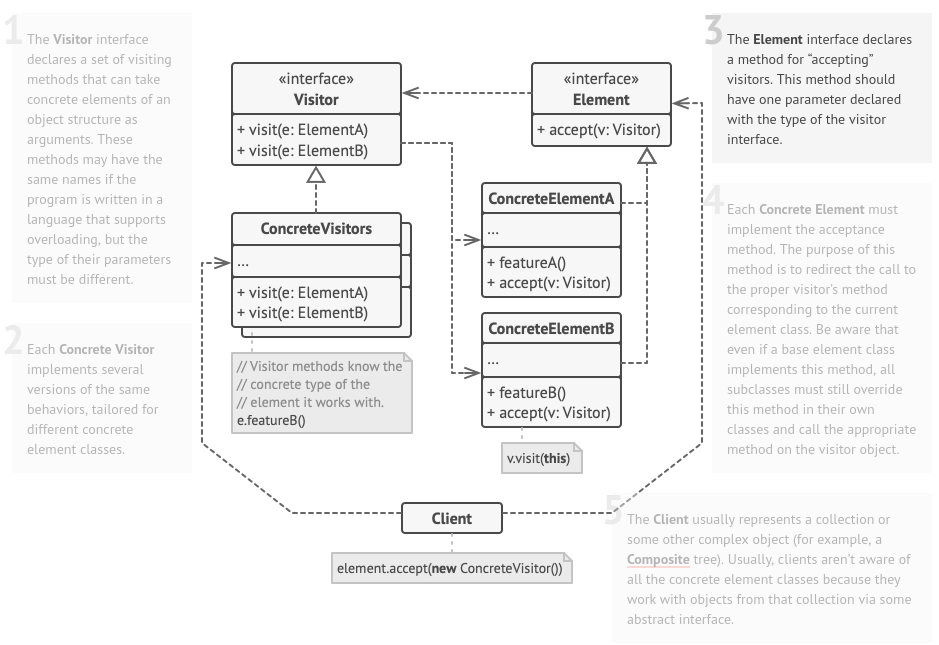 1
The Visitor interface
declares a set of visiting
methods that can take
concrete elements of an
object structure as
arguments. These
methods may have the
same names if the
program is written in a
language that supports
overloading, but the
type of their parameters
must be different.
2
Each Concrete Visitor
implements several
versions of the same
behaviors, tailored for
different concrete
element classes.
«interface»
Visitor
+ visit(e: ElementA)
+ visit(e: ElementB)
ConcreteVisitors
...
+ visit(e: ElementA)
+ visit(e: ElementB)
// Visitor methods know the
// concrete type of the
// element it works with.
e.featureB()
«interface»
Element
+ accept(v: Visitor)
ConcreteElementA
...
+ featureA()
+ accept(v: Visitor)
ConcreteElementB
...
+ featureB()
+ accept(v: Visitor)
v.visit(this)
Client
element.accept(new ConcreteVisitor())
3
The Element interface declares
a method for “accepting”
visitors. This method should
have one parameter declared
with the type of the visitor
interface.
4
Each Concrete Element must
implement the acceptance
method. The purpose of this
method is to redirect the call to
the proper visitor’s method
corresponding to the current
element class. Be aware that
even if a base element class
implements this method, all
subclasses must still override
this method in their own
classes and call the appropriate
method on the visitor object.
5
The Client usually represents a collection or
some other complex object (for example, a
Composite tree). Usually, clients aren’t aware of
all the concrete element classes because they
work with objects from that collection via some
abstract interface.